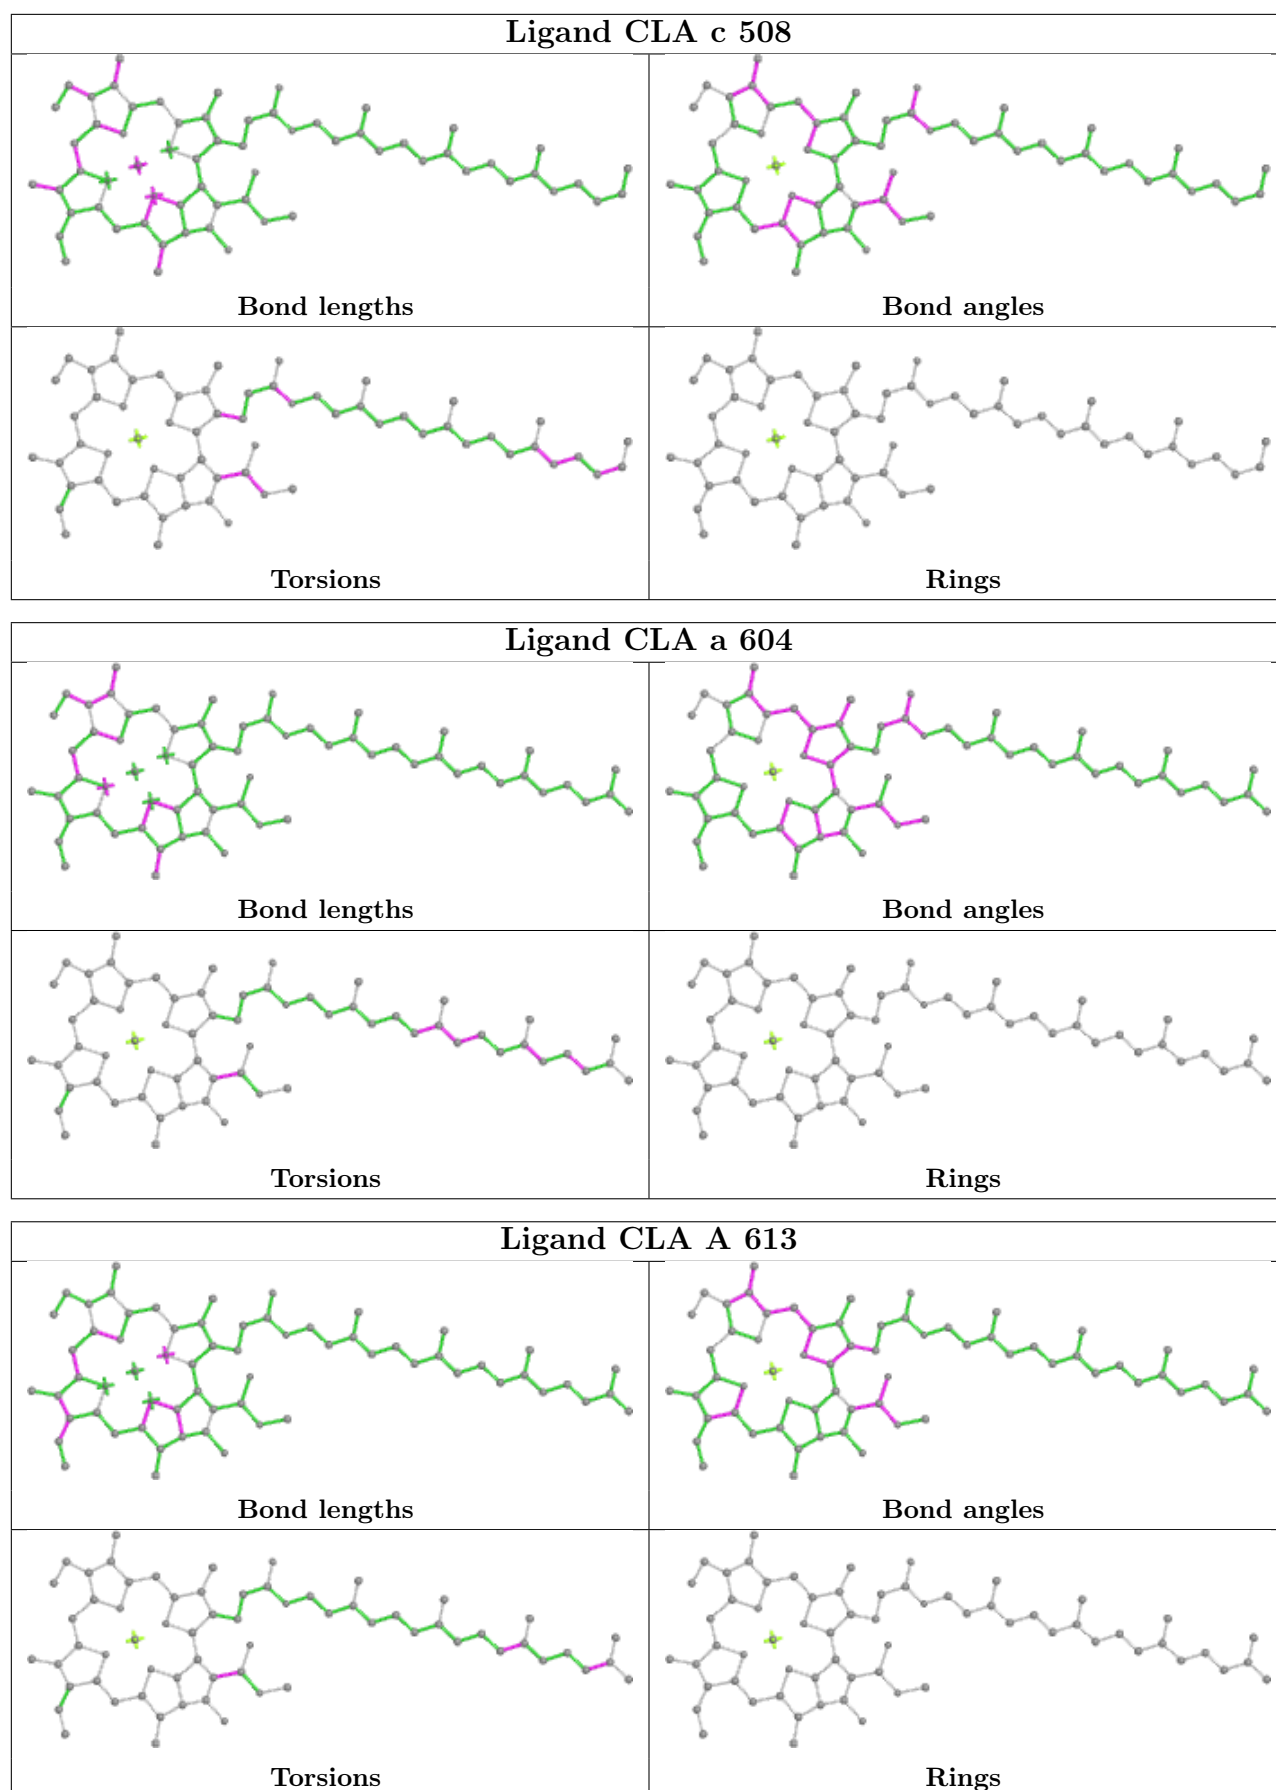 Ligand CLA c 508
Bond lengths
Bond angles
Torsions
Rings
Ligand CLA a 604
Bond lengths
Bond angles
Torsions
Rings
Ligand CLA A 613
Bond lengths
Bond angles
Torsions
Rings